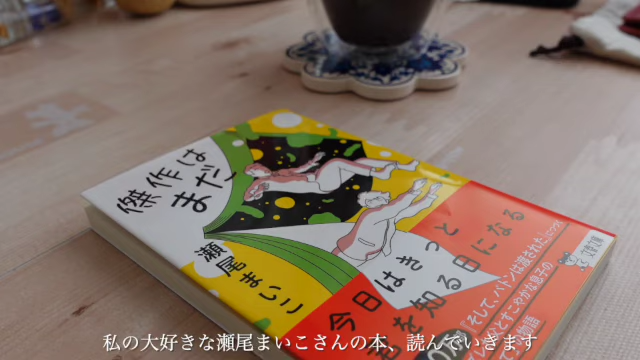 傑作は
まだ
瀬尾まいこ
今日はきっと
を知る日になる
『そして、バトンは渡された』
文春文庫
私の大好きな瀬尾まいこさんの本、読んでいきます